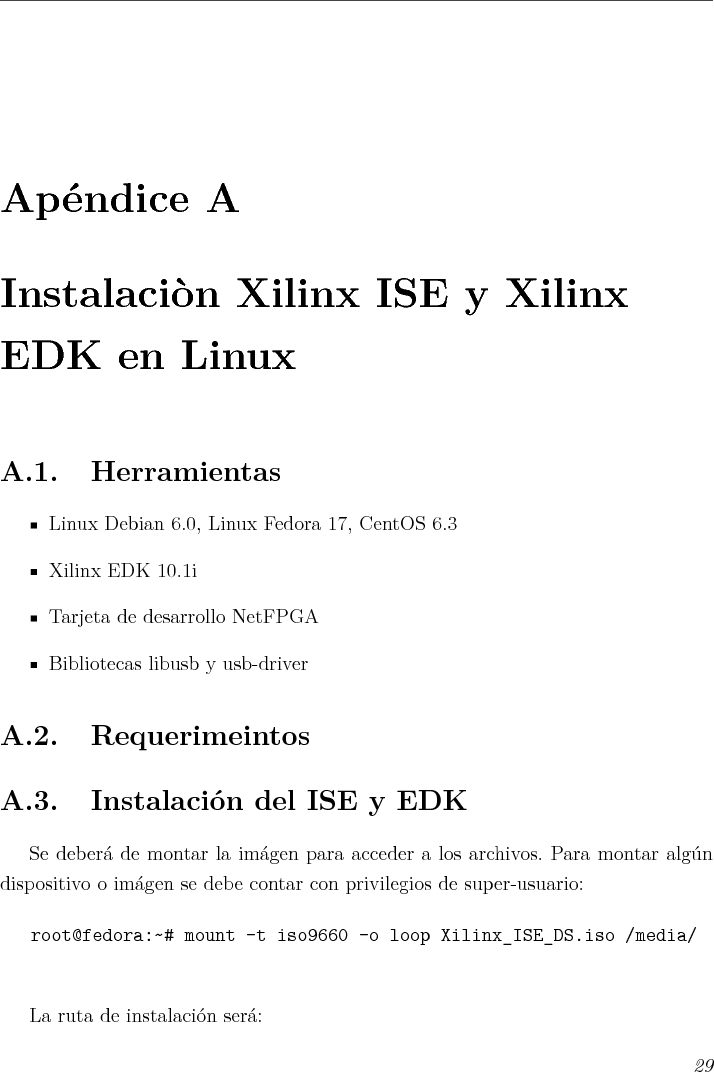 Apéndice A
Instalaciòn Xilinx ISE y Xilinx
EDK en Linux
A.1. Herramientas
▪ Linux Debian 6.0, Linux Fedora 17, CentOS 6.3
▪ Xilinx EDK 10.1i
▪ Tarjeta de desarrollo NetFPGA
▪ Bibliotecas libusb y usb-driver
A.2. Requerimeintos
A.3. Instalación del ISE y EDK
Se deberá de montar la imágen para acceder a los archivos. Para montar algún
dispositivo o imágen se debe contar con privilegios de super-usuario:
root@fedora:~# mount -t iso9660 -o loop Xilinx_ISE_DS.iso /media/
La ruta de instalación será:
29